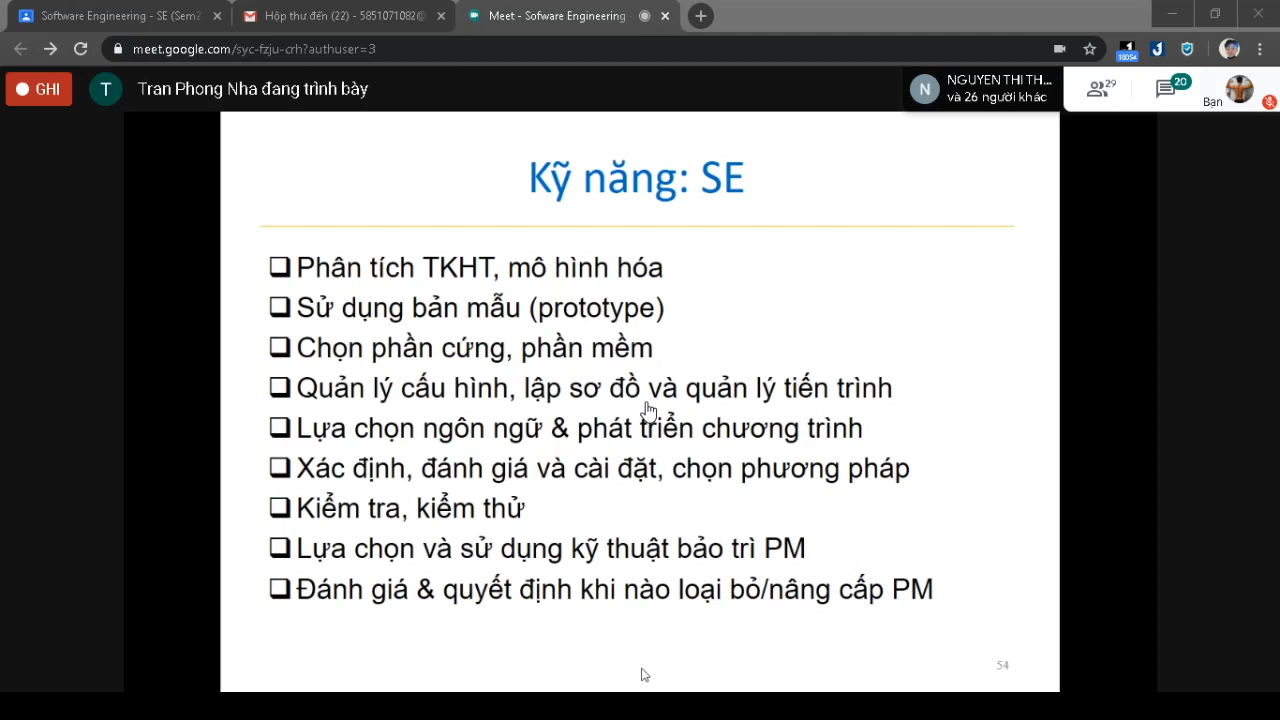 Software Engineering - SE (Sem2
Hộp thư đến (22) - 5851071082@
Meet - Sofware Engineering
meet.google.com/syc-fzju-crh?authuser=3
1
18054
J
GHI
T
Tran Phong Nha đang trình bày
N
NGUYEN THI TH...
và 26 người khác
29
20
Bạn
Kỹ năng: SE
Phân tích TKHT, mô hình hóa
Sử dụng bản mẫu (prototype)
Chọn phần cứng, phần mềm
Quản lý cấu hình, lập sơ đồ và quản lý tiến trình
Lựa chọn ngôn ngữ & phát triển chương trình
Xác định, đánh giá và cài đặt, chọn phương pháp
Kiểm tra, kiểm thử
Lựa chọn và sử dụng kỹ thuật bảo trì PM
Đánh giá & quyết định khi nào loại bỏ/nâng cấp PM
54